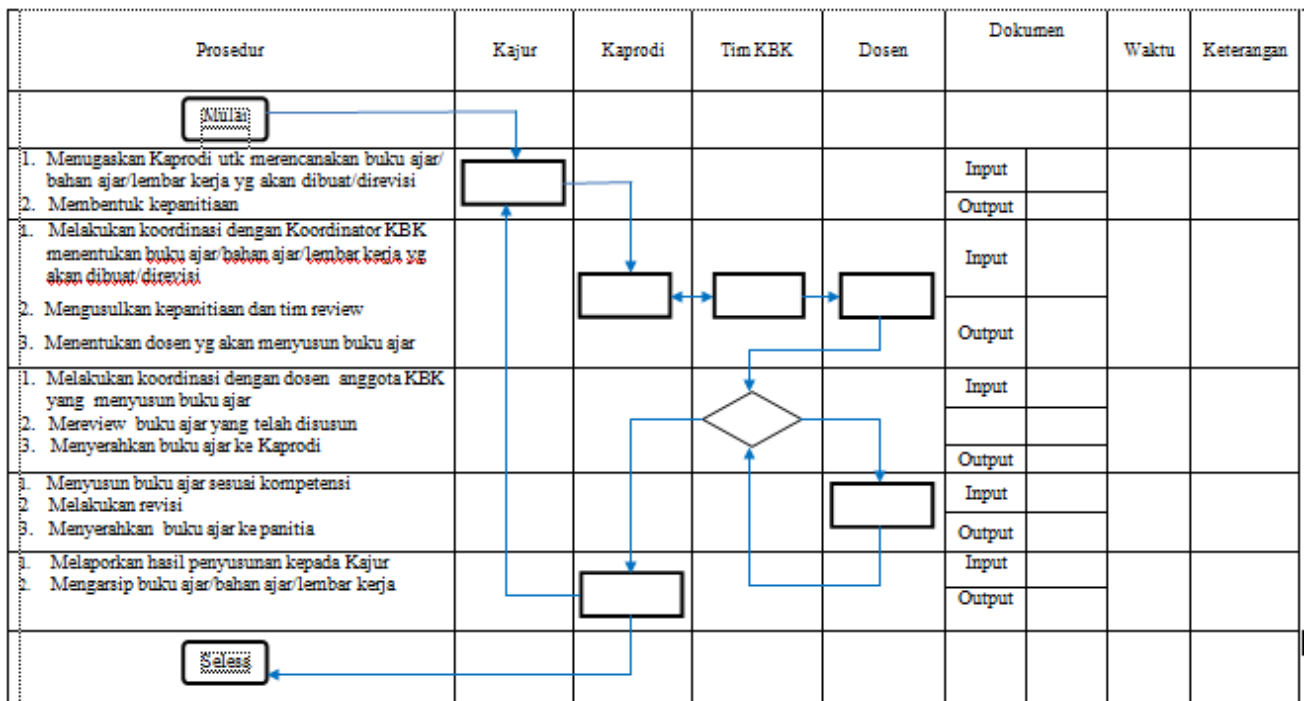 Prosedur Kajur Kaprodi Tim KBK Dosen Dokumen Waktu Keterangan
Mulai
1. Menugaskan Kaprodi utk merencanakan buku ajar/
bahan ajar/lembar kerja yg akan dibuat/direvisi
2. Membentuk kepanitiaan
Input
Output
1. Melakukan koordinasi dengan Koordinator KBK
menentukan buku ajar/bahan ajar/lembar kerja yg
akan dibuat/direvisi
2. Mengusulkan kepanitiaan dan tim review
3. Menentukan dosen yg akan menyusun buku ajar
Input
Output
1. Melakukan koordinasi dengan dosen anggota KBK
yang menyusun buku ajar
2. Mereview buku ajar yang telah disusun
3. Menyerahkan buku ajar ke Kaprodi
Input
Output
1. Menyusun buku ajar sesuai kompetensi
2 Melakukan revisi
3. Menyerahkan buku ajar ke panitia
Input
Output
1. Melaporkan hasil penyusunan kepada Kajur
2. Mengarsip buku ajar/bahan ajar/lembar kerja
Input
Output
Seless